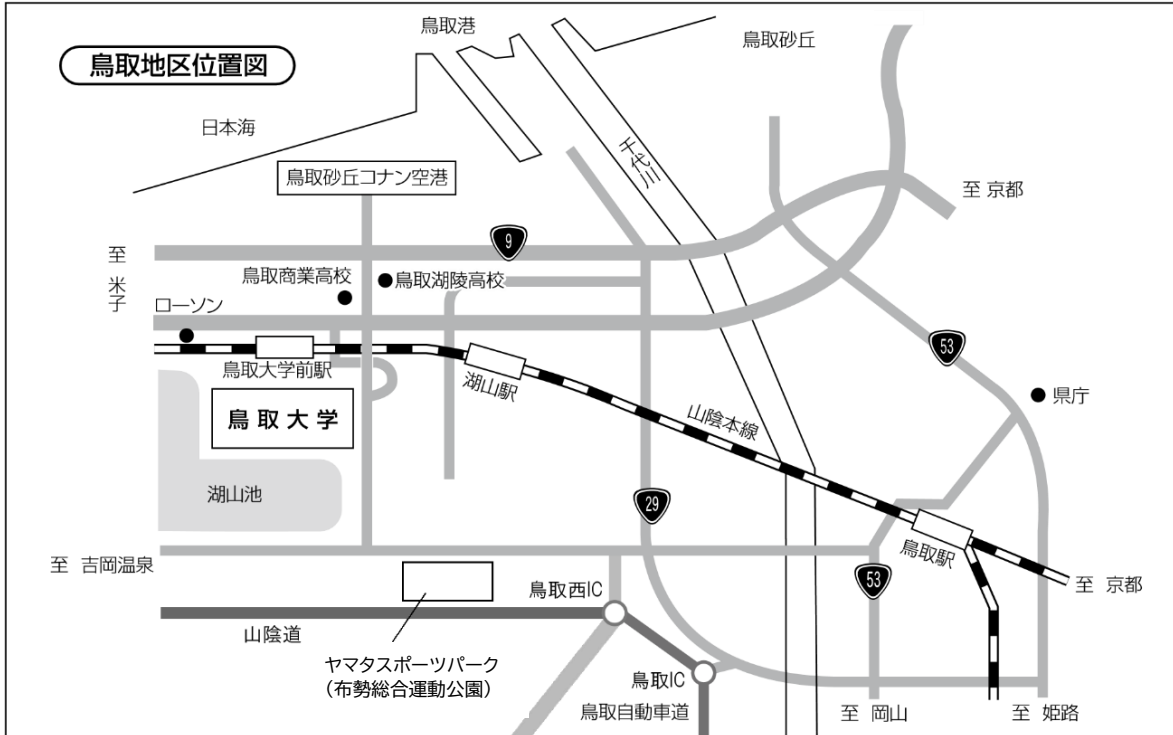 鳥取港
鳥取砂丘
鳥取地区位置図
日本海
千代川
鳥取砂丘コナン空港
至 京都
9
至 米子
鳥取商業高校
鳥取湖陵高校
ローソン
53
鳥取大学前駅
湖山駅
県庁
鳥取大学
山陰本線
湖山池
29
鳥取駅
至 吉岡温泉
53
至 京都
鳥取西IC
山陰道
ヤマタスポーツパーク
（布勢総合運動公園）
鳥取IC
鳥取自動車道
至 岡山
至 姫路